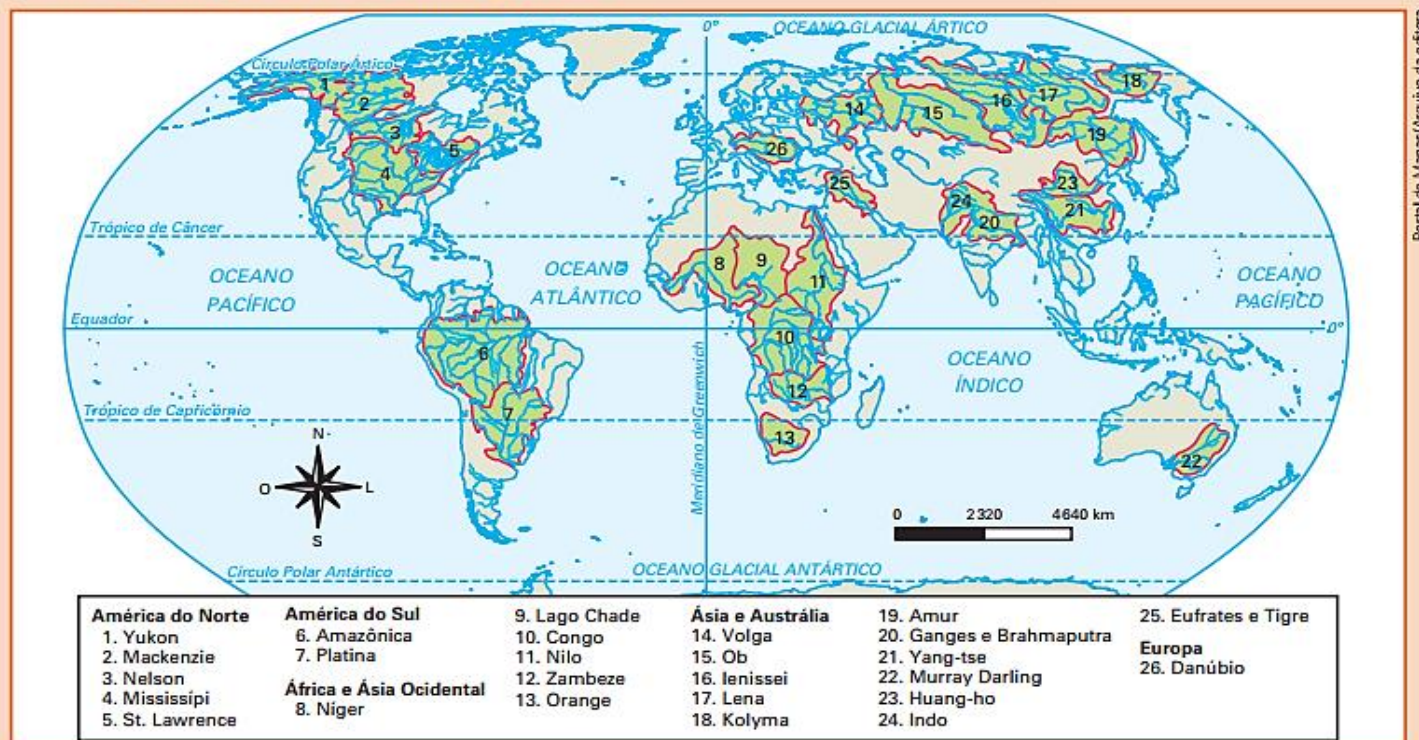 OCEANO GLACIAL ÁRTICO
0°
Círculo Polar Ártico
1
2
3
4
5
14
15
16
17
18
19
26
25
23
24
21
20
Trópico de Câncer
OCEANO
PACÍFICO
OCEANO
ATLÂNTICO
8
9
11
OCEANO
PACÍFICO
Equador
0°
6
10
OCEANO
ÍNDICO
12
Trópico de Capricórnio
7
13
22
Meridiano de Greenwich
N
O
L
S
0 2 320 4 640 km
Círculo Polar Antártico
OCEANO GLACIAL ANTÁRTICO
América do Norte
1. Yukon
2. Mackenzie
3. Nelson
4. Mississípi
5. St. Lawrence
América do Sul
6. Amazônica
7. Platina
África e Ásia Ocidental
8. Níger
9. Lago Chade
10. Congo
11. Nilo
12. Zambeze
13. Orange
Ásia e Austrália
14. Volga
15. Ob
16. Ienissei
17. Lena
18. Kolyma
19. Amur
20. Ganges e Brahmaputra
21. Yang-tse
22. Murray Darling
23. Huang-ho
24. Indo
25. Eufrates e Tigre
Europa
26. Danúbio